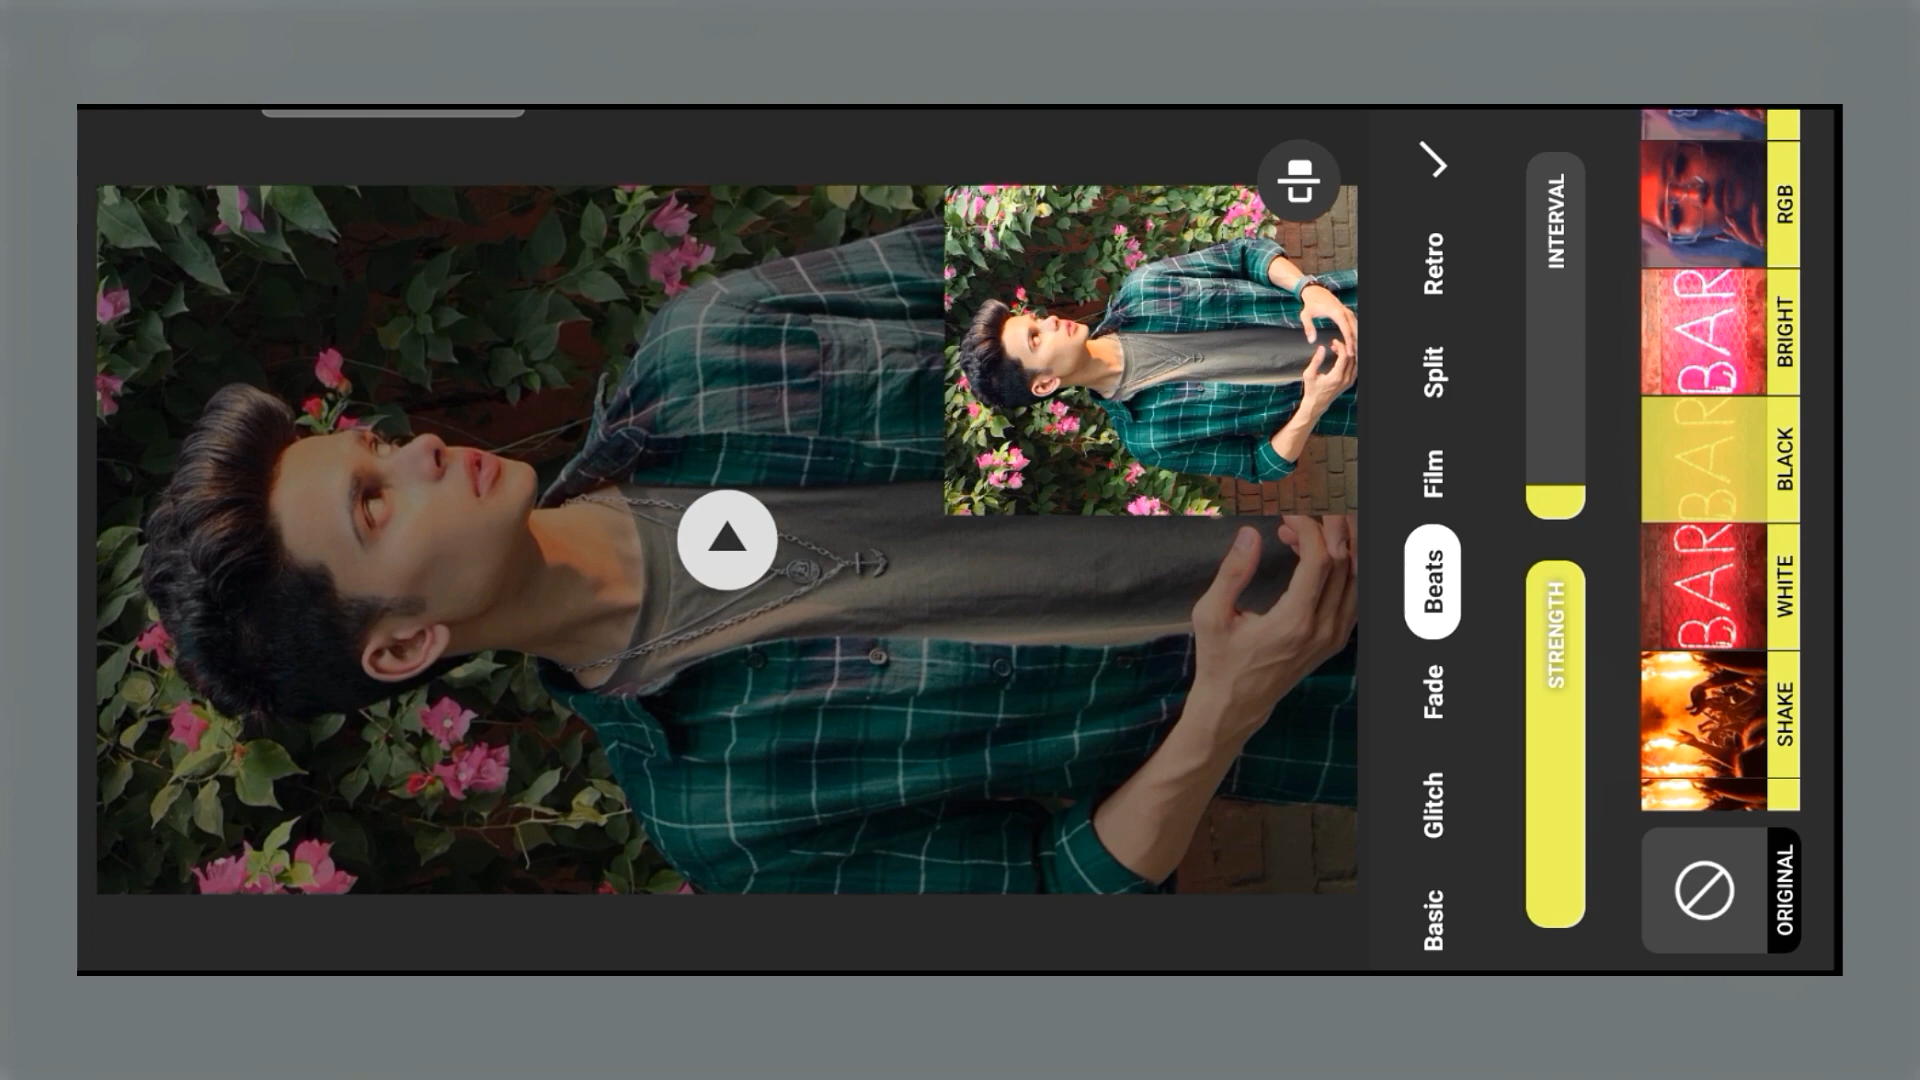 Basic Glitch Fade Beats Film Split Retro
STRENGTH INTERVAL
BAR BAR BAR
ORIGINAL SHAKE WHITE BLACK BRIGHT RGB